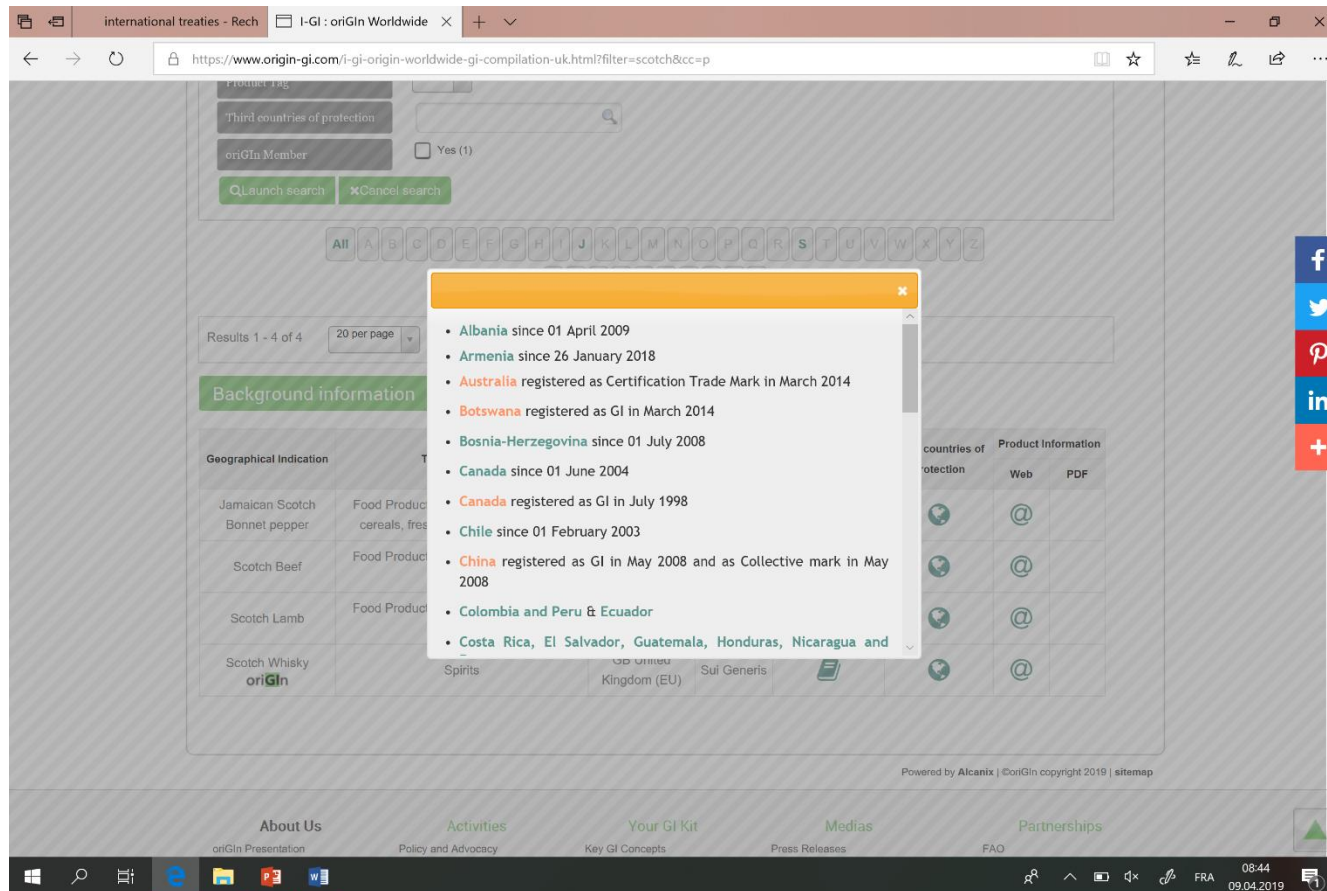 international treaties - Rech
I-GI : oriGIn Worldwide
https://www.origin-gi.com/i-gi-origin-worldwide-gi-compilation-uk.html?filter=scotch&cc=p
Product Tag
Third countries of protection
oriGIn Member
Yes (1)
Launch search
Cancel search
All A B C D E F G H I J K L M N O P Q R S T U V W X Y Z
Results 1 - 4 of 4
20 per page
Background information
• Albania since 01 April 2009
• Armenia since 26 January 2018
• Australia registered as Certification Trade Mark in March 2014
• Botswana registered as GI in March 2014
• Bosnia-Herzegovina since 01 July 2008
• Canada since 01 June 2004
• Canada registered as GI in July 1998
• Chile since 01 February 2003
• China registered as GI in May 2008 and as Collective mark in May
2008
• Colombia and Peru & Ecuador
• Costa Rica, El Salvador, Guatemala, Honduras, Nicaragua and
Geographical Indication
countries of
Product Information
Web PDF
Jamaican Scotch
Bonnet pepper
Food Produc
cereals, fres
@
Scotch Beef
Food Product
@
Scotch Lamb
Food Product
@
Scotch Whisky
oriGIn
Spirits
GB United
Kingdom (EU)
Sui Generis
@
Powered by Alcanix | ©oriGIn copyright 2019 | sitemap
About Us
Activities
Your GI Kit
Medias
Partnerships
oriGIn Presentation
Policy and Advocacy
Key GI Concepts
Press Releases
FAO
FRA
08:44
09.04.2019